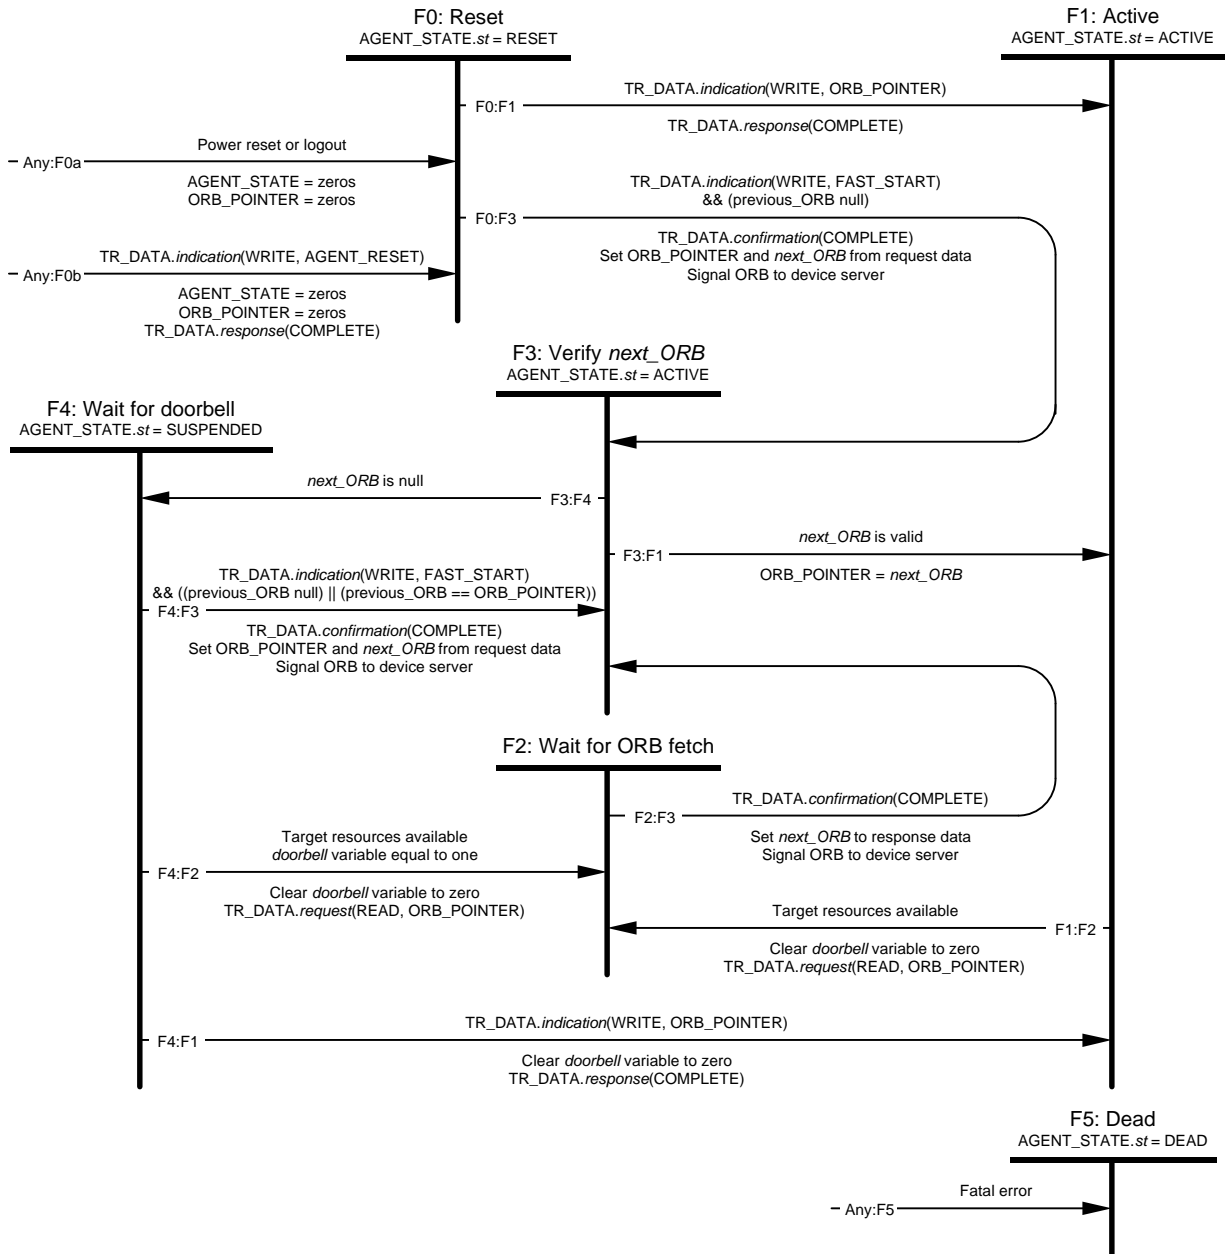 F0: Reset
AGENT_STATE.st = RESET
F1: Active
AGENT_STATE.st = ACTIVE
TR_DATA.indication(WRITE, ORB_POINTER)
F0:F1
TR_DATA.response(COMPLETE)
Power reset or logout
Any:F0a
AGENT_STATE = zeros
ORB_POINTER = zeros
TR_DATA.indication(WRITE, FAST_START)
&& (previous_ORB null)
F0:F3
TR_DATA.confirmation(COMPLETE)
Set ORB_POINTER and next_ORB from request data
Signal ORB to device server
TR_DATA.indication(WRITE, AGENT_RESET)
Any:F0b
AGENT_STATE = zeros
ORB_POINTER = zeros
TR_DATA.response(COMPLETE)
F3: Verify next_ORB
AGENT_STATE.st = ACTIVE
F4: Wait for doorbell
AGENT_STATE.st = SUSPENDED
next_ORB is null
F3:F4
next_ORB is valid
F3:F1
ORB_POINTER = next_ORB
TR_DATA.indication(WRITE, FAST_START)
&& ((previous_ORB null) || (previous_ORB == ORB_POINTER))
F4:F3
TR_DATA.confirmation(COMPLETE)
Set ORB_POINTER and next_ORB from request data
Signal ORB to device server
F2: Wait for ORB fetch
TR_DATA.confirmation(COMPLETE)
F2:F3
Set next_ORB to response data
Signal ORB to device server
Target resources available
doorbell variable equal to one
F4:F2
Clear doorbell variable to zero
TR_DATA.request(READ, ORB_POINTER)
Target resources available
F1:F2
Clear doorbell variable to zero
TR_DATA.request(READ, ORB_POINTER)
TR_DATA.indication(WRITE, ORB_POINTER)
F4:F1
Clear doorbell variable to zero
TR_DATA.response(COMPLETE)
F5: Dead
AGENT_STATE.st = DEAD
Fatal error
Any:F5